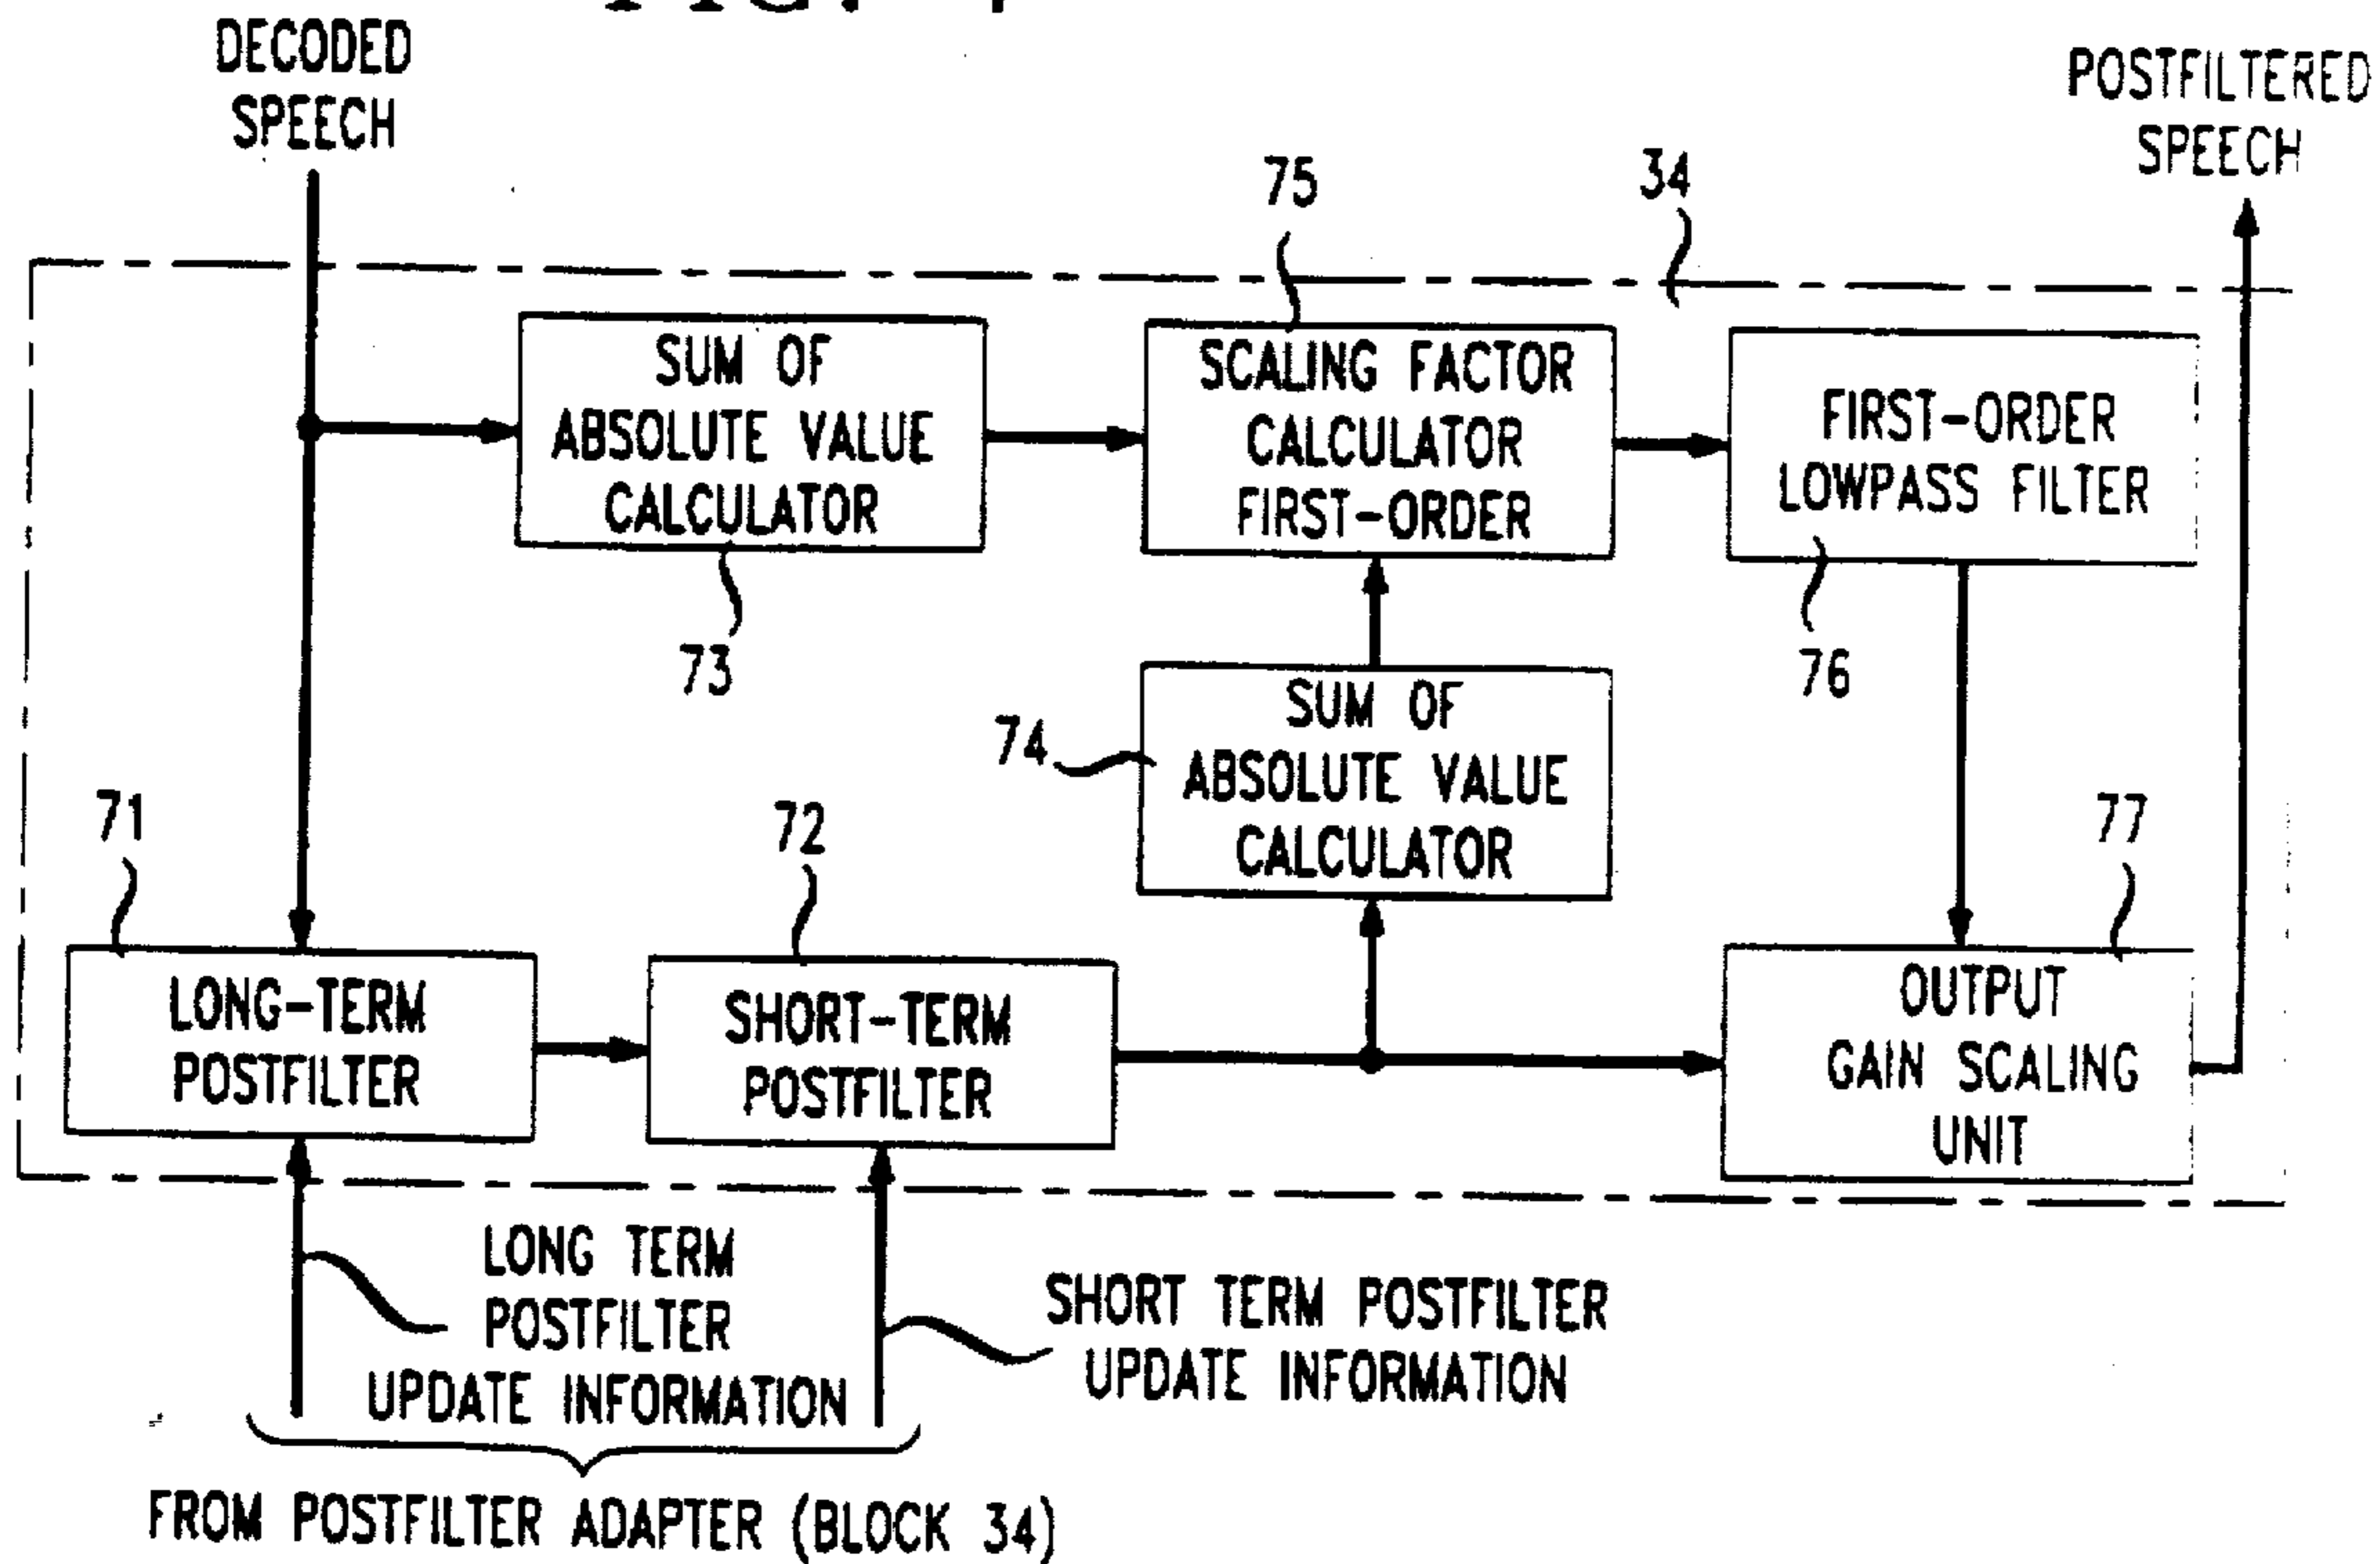 DECODED
SPEECH
POSTFILTERED
SPEECH
75
34
SUM OF
ABSOLUTE VALUE
CALCULATOR
SCALING FACTOR
CALCULATOR
FIRST-ORDER
FIRST-ORDER
LOWPASS FILTER
73
76
74
SUM OF
ABSOLUTE VALUE
CALCULATOR
71
72
77
LONG-TERM
POSTFILTER
SHORT-TERM
POSTFILTER
OUTPUT
GAIN SCALING
UNIT
LONG TERM
POSTFILTER
UPDATE INFORMATION
SHORT TERM POSTFILTER
UPDATE INFORMATION
FROM POSTFILTER ADAPTER (BLOCK 34)